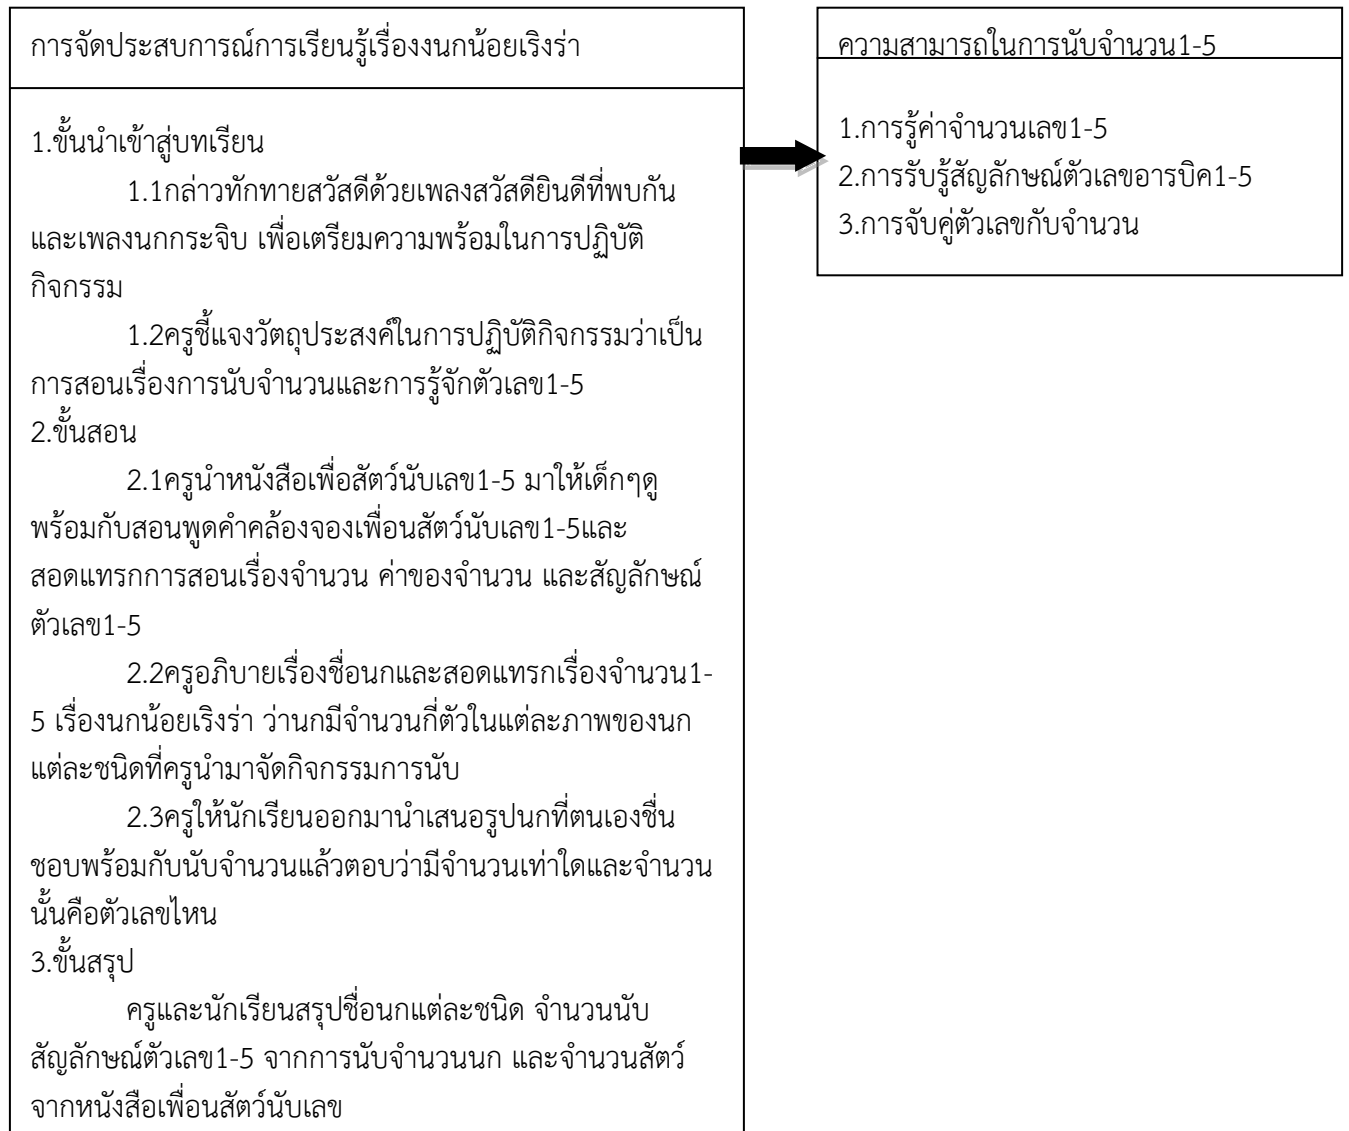 การจัดประสบการณ์การเรียนรู้เรื่องงนกน้อยเริงร่า
1.ขั้นนำเข้าสู่บทเรียน
1.1กล่าวทักทายสวัสดีด้วยเพลงสวัสดียินดีที่พบกัน
และเพลงนกกระจิบ เพื่อเตรียมความพร้อมในการปฏิบัติ
กิจกรรม
1.2ครูชี้แจงวัตถุประสงค์ในการปฏิบัติกิจกรรมว่าเป็น
การสอนเรื่องการนับจำนวนและการรู้จักตัวเลข1-5
2.ขั้นสอน
2.1ครูนำหนังสือเพื่อสัตว์นับเลข1-5 มาให้เด็กๆดู
พร้อมกับสอนพูดคำคล้องจองเพื่อนสัตว์นับเลข1-5และ
สอดแทรกการสอนเรื่องจำนวน ค่าของจำนวน และสัญลักษณ์
ตัวเลข1-5
2.2ครูอภิบายเรื่องชื่อนกและสอดแทรกเรื่องจำนวน1-
5 เรื่องนกน้อยเริงร่า ว่านกมีจำนวนกี่ตัวในแต่ละภาพของนก
แต่ละชนิดที่ครูนำมาจัดกิจกรรมการนับ
2.3ครูให้นักเรียนออกมานำเสนอรูปนกที่ตนเองชื่น
ชอบพร้อมกับนับจำนวนแล้วตอบว่ามีจำนวนเท่าใดและจำนวน
นั้นคือตัวเลขไหน
3.ขั้นสรุป
ครูและนักเรียนสรุปชื่อนกแต่ละชนิด จำนวนนับ
สัญลักษณ์ตัวเลข1-5 จากการนับจำนวนนก และจำนวนสัตว์
จากหนังสือเพื่อนสัตว์นับเลข
ความสามารถในการนับจำนวน1-5
1.การรู้ค่าจำนวนเลข1-5
2.การรับรู้สัญลักษณ์ตัวเลขอารบิค1-5
3.การจับคู่ตัวเลขกับจำนวน